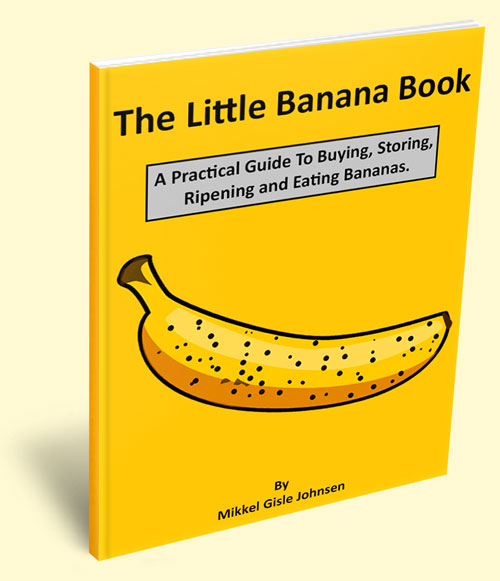 The Little Banana Book
A Practical Guide To Buying, Storing,
Ripening and Eating Bananas.
By
Mikkel Gisle Johnsen